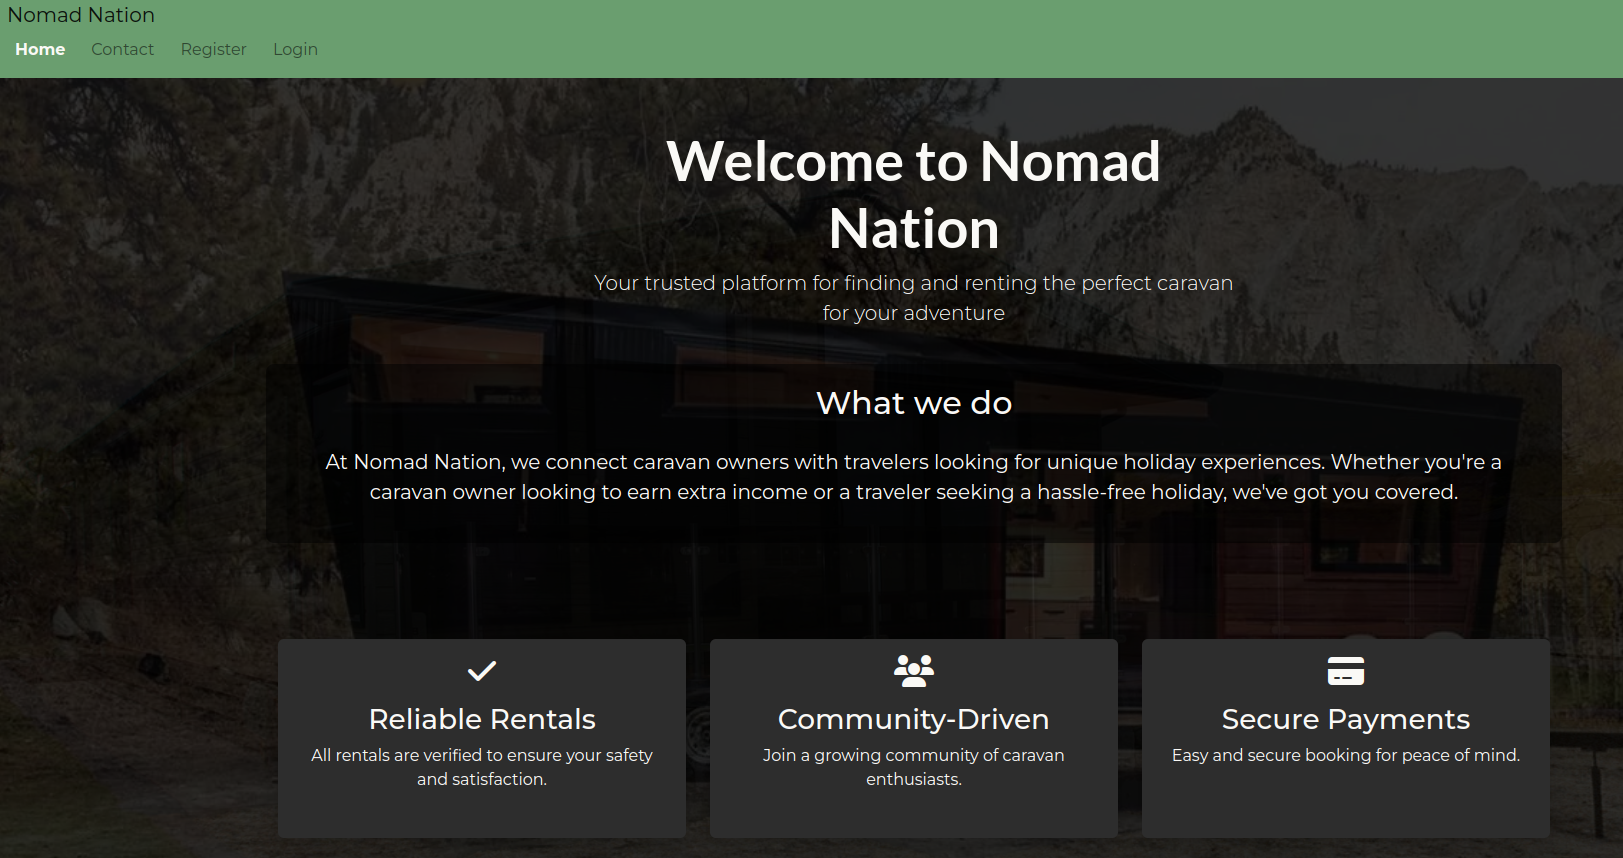 Nomad Nation
Home Contact Register Login
Welcome to Nomad
Nation
Your trusted platform for finding and renting the perfect caravan
for your adventure
What we do
At Nomad Nation, we connect caravan owners with travelers looking for unique holiday experiences. Whether you're a
caravan owner looking to earn extra income or a traveler seeking a hassle-free holiday, we've got you covered.
Reliable Rentals
All rentals are verified to ensure your safety
and satisfaction.
Community-Driven
Join a growing community of caravan
enthusiasts.
Secure Payments
Easy and secure booking for peace of mind.